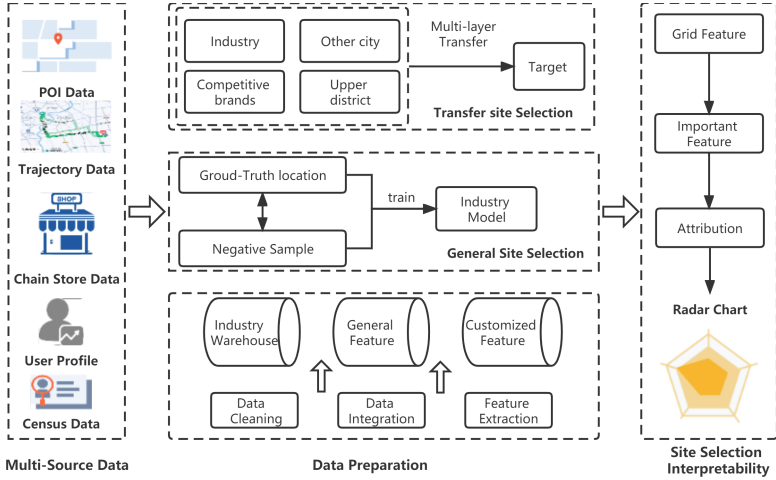 POI Data
Trajectory Data
SHOP
Chain Store Data
User Profile
Census Data
Multi-Source Data
Industry
Other city
Competitive
brands
Upper
district
Multi-layer
Transfer
Target
Transfer site Selection
Groud-Truth location
Negative Sample
train
Industry
Model
General Site Selection
Industry
Warehouse
General
Feature
Customized
Feature
Data
Cleaning
Data
Integration
Feature
Extraction
Data Preparation
Grid Feature
Important
Feature
Attribution
Radar Chart
Site Selection
Interpretability